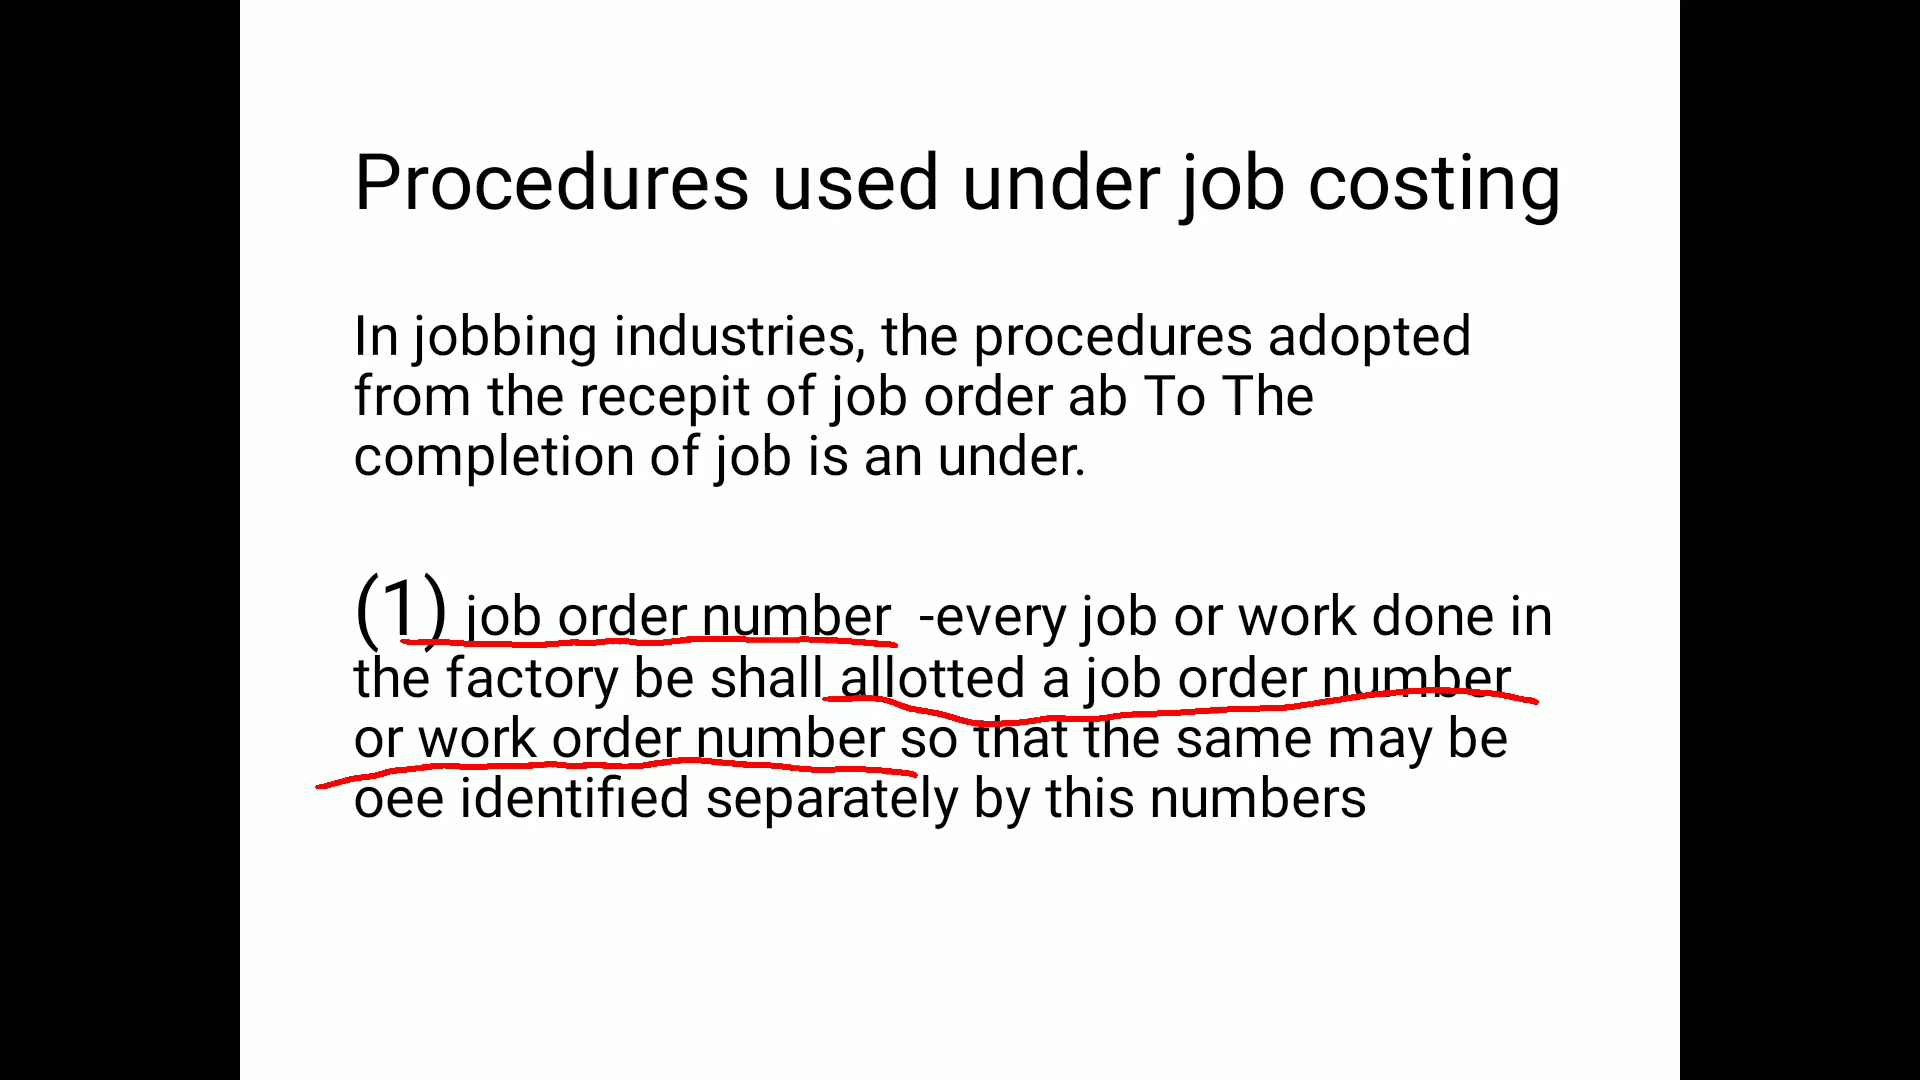 Procedures used under job costing
In jobbing industries, the procedures adopted
from the recepit of job order ab To The
completion of job is an under.
(1) job order number -every job or work done in
the factory be shall allotted a job order number
or work order number so that the same may be
oee identified separately by this numbers